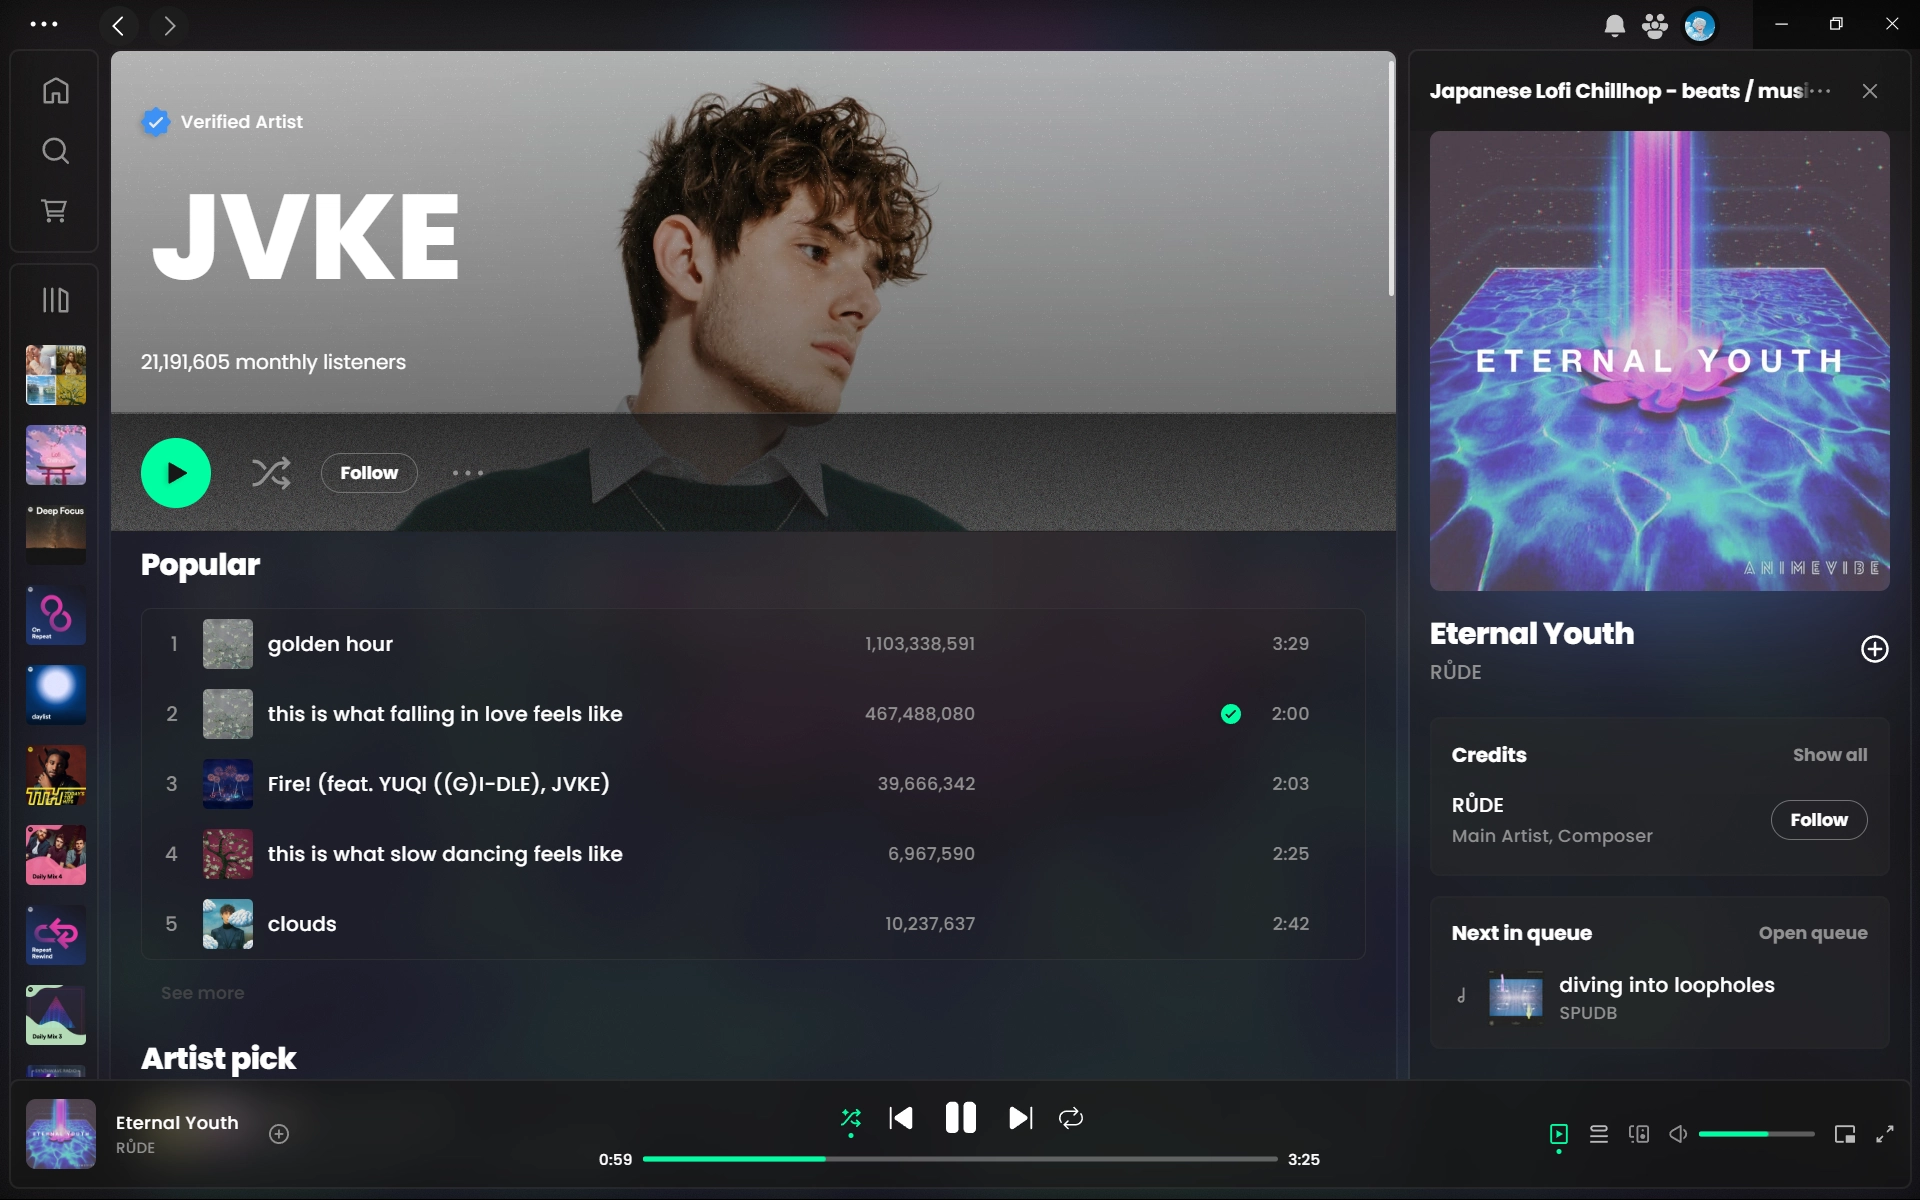 Verified Artist
JVKE
21,191,605 monthly listeners
Follow
Popular
1 golden hour 1,103,338,591 3:29
2 this is what falling in love feels like 467,488,080 2:00
3 Fire! (feat. YUQI ((G)I-DLE), JVKE) 39,666,342 2:03
4 this is what slow dancing feels like 6,967,590 2:25
5 clouds 10,237,637 2:42
See more
Artist pick
Deep Focus
On
Repeat
daylist
TTH TODAY'S
TOP
HITS
Daily Mix 4
Repeat
Rewind
Daily Mix 3
Japanese Lofi Chillhop - beats / musi
ETERNAL YOUTH
ANIMEVIBE
Eternal Youth
RŮDE
Credits
Show all
RŮDE
Main Artist, Composer
Follow
Next in queue
Open queue
diving into loopholes
SPUDB
Eternal Youth
RŮDE
0:59
3:25